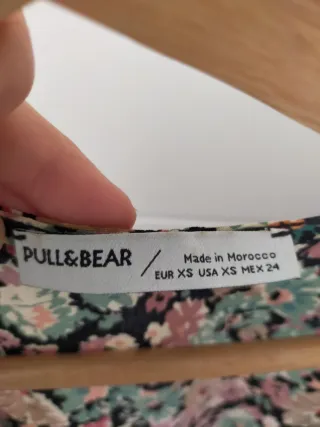 PULL&BEAR / Made in Morocco
EUR XS USA XS MEX 24